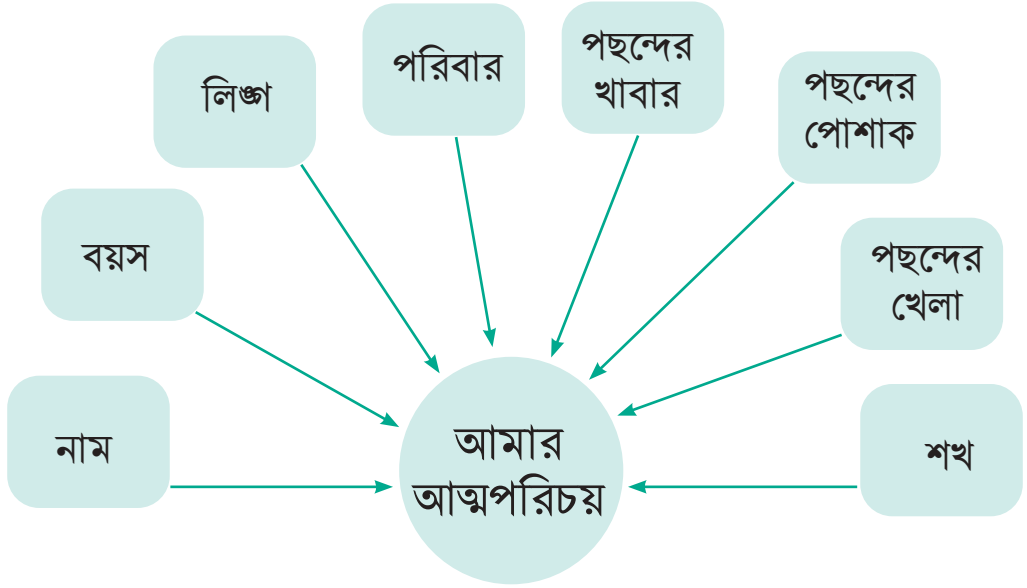 নাম
বয়স
লিঙ্গ
পরিবার
পছন্দের
খাবার
পছন্দের
পোশাক
পছন্দের
খেলা
শখ
আমার
আত্মপরিচয়